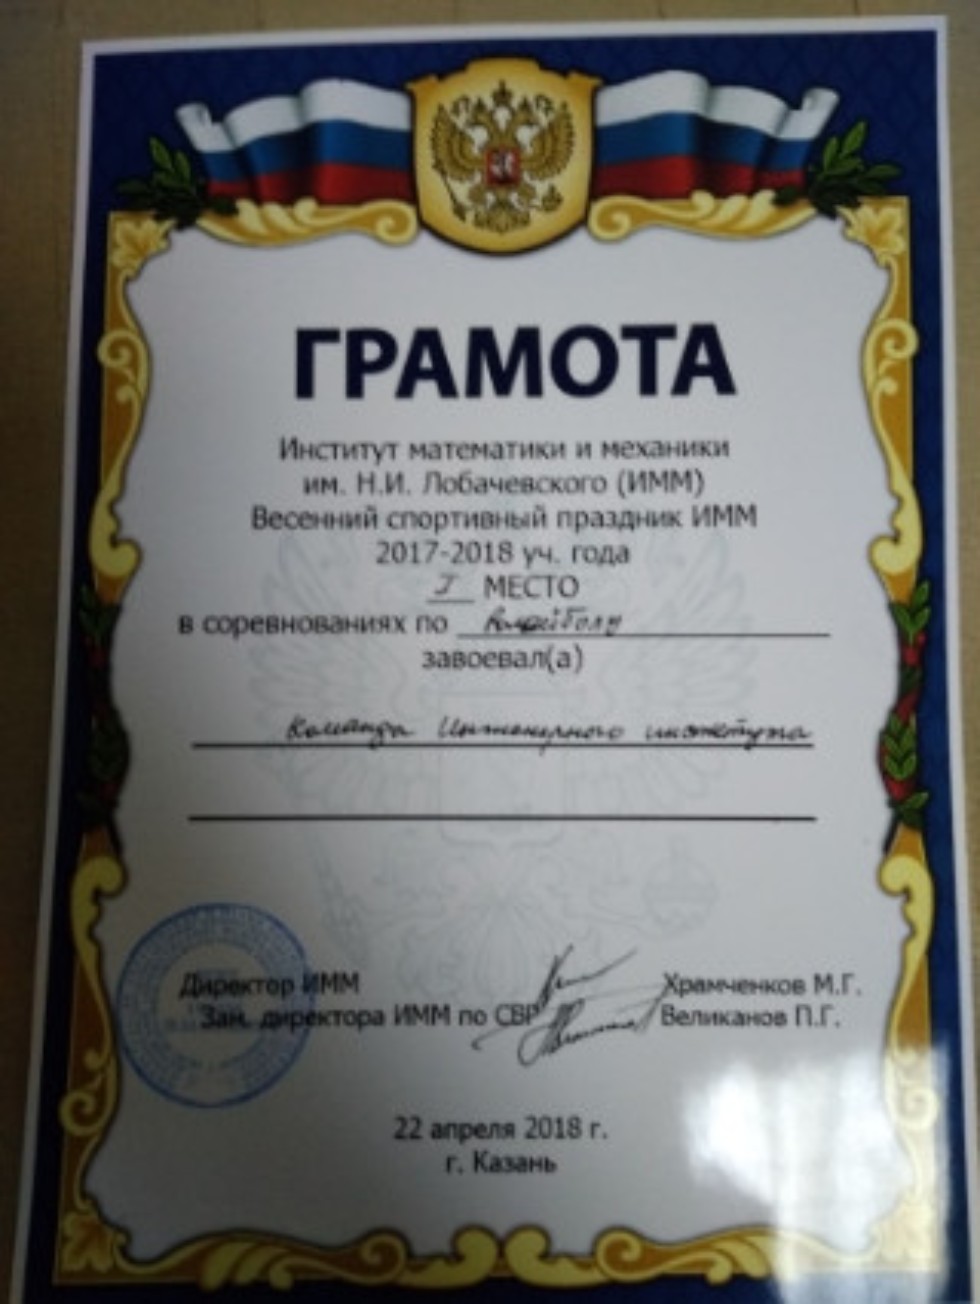 ГРАМОТА
Институт математики и механики
им. Н.И. Лобачевского (ИММ)
Весенний спортивный праздник ИММ
2017-2018 уч. года
I МЕСТО
в соревнованиях по волейболу
завоевал(а)
Команда Инженерного института
Директор ИММ Храмченков М.Г.
Зам. директора ИММ по СВР Великанов П.Г.
22 апреля 2018 г.
г. Казань